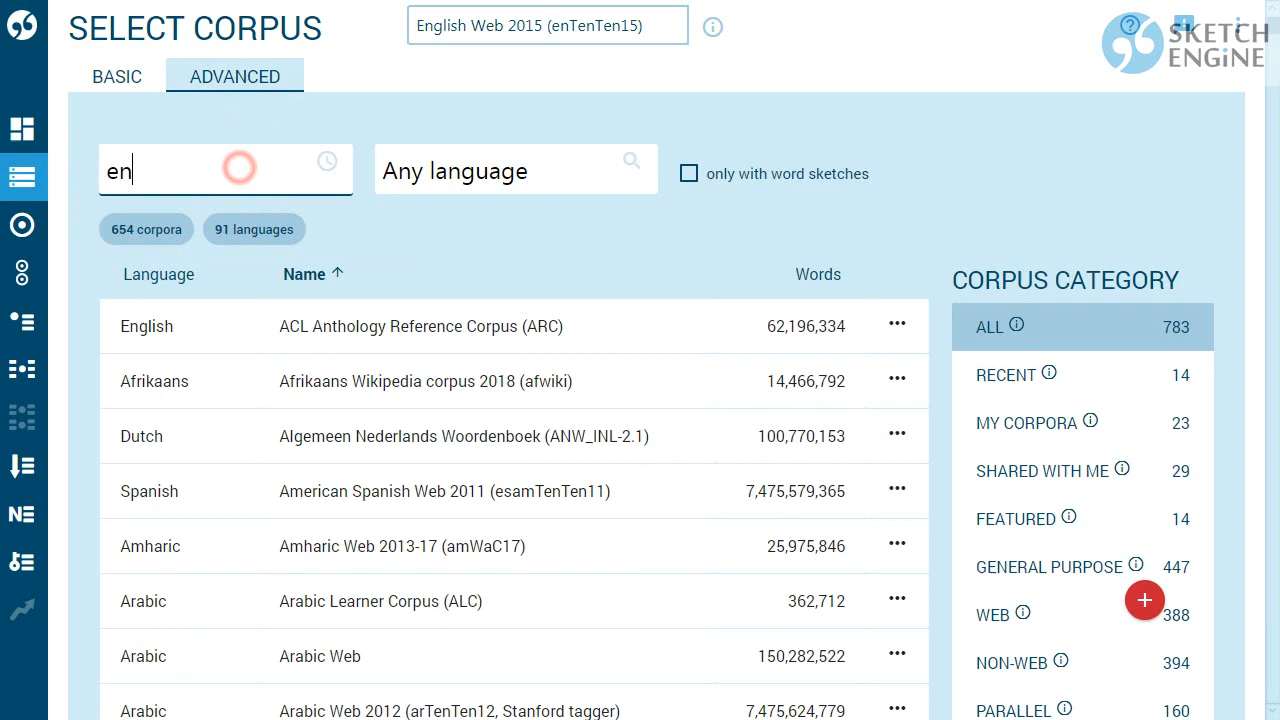 SELECT CORPUS
English Web 2015 (enTenTen15)
SKETCH
ENGINE
BASIC
ADVANCED
en
Any language
only with word sketches
654 corpora
91 languages
Language Name Words
English ACL Anthology Reference Corpus (ARC) 62,196,334
Afrikaans Afrikaans Wikipedia corpus 2018 (afwiki) 14,466,792
Dutch Algemeen Nederlands Woordenboek (ANW_INL-2.1) 100,770,153
Spanish American Spanish Web 2011 (esamTenTen11) 7,475,579,365
Amharic Amharic Web 2013-17 (amWaC17) 25,975,846
Arabic Arabic Learner Corpus (ALC) 362,712
Arabic Arabic Web 150,282,522
Arabic Arabic Web 2012 (arTenTen12, Stanford tagger) 7,475,624,779
CORPUS CATEGORY
ALL 783
RECENT 14
MY CORPORA 23
SHARED WITH ME 29
FEATURED 14
GENERAL PURPOSE 447
WEB 388
NON-WEB 394
PARALLEL 160